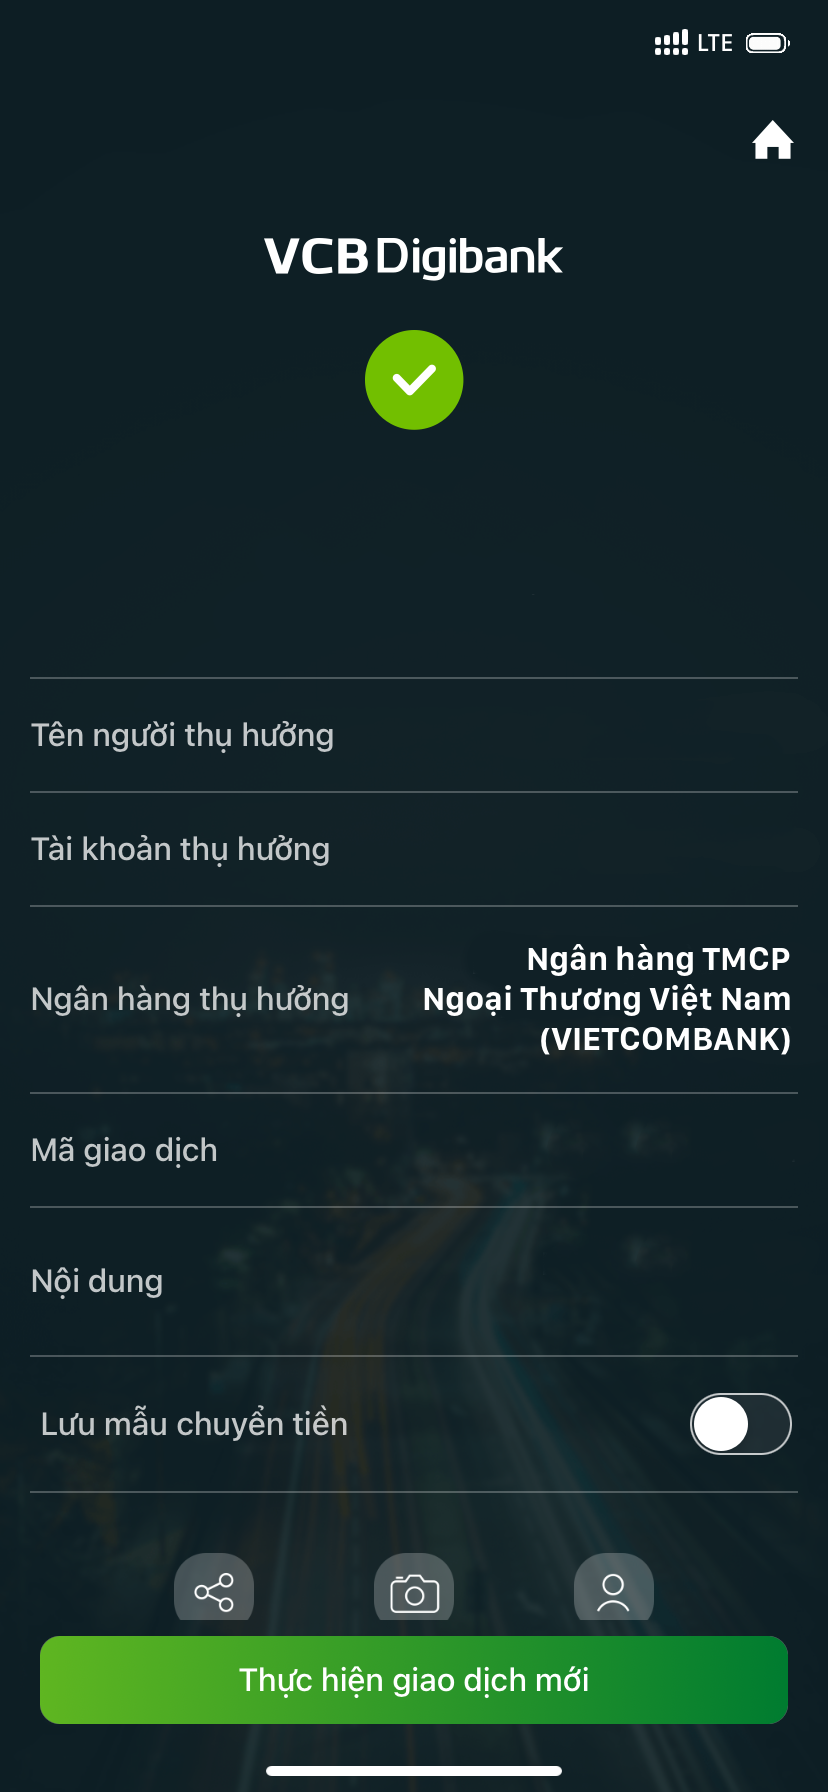 LTE
VCB Digibank
Tên người thụ hưởng
Tài khoản thụ hưởng
Ngân hàng thụ hưởng
Ngân hàng TMCP
Ngoại Thương Việt Nam
(VIETCOMBANK)
Mã giao dịch
Nội dung
Lưu mẫu chuyển tiền
Thực hiện giao dịch mới